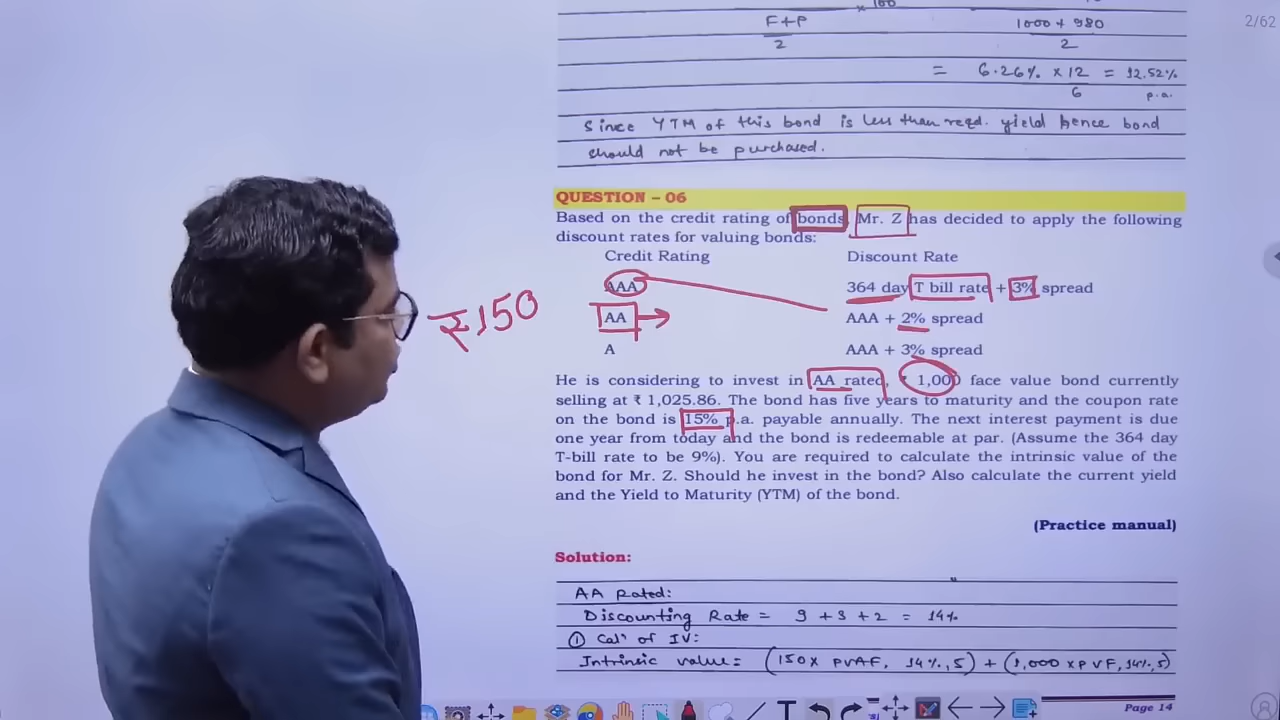 2/62
× 100
F+P
1000 + 980
2
2
= 6.26% × 12 = 12.52%
6
p.a.
Since YTM of this bond is less than reqd. yield hence bond
should not be purchased.
QUESTION – 06
Based on the credit rating of bonds, Mr. Z has decided to apply the following
discount rates for valuing bonds:
Credit Rating Discount Rate
AAA 364 day T bill rate + 3% spread
AA AAA + 2% spread
A AAA + 3% spread
₹150
He is considering to invest in AA rated, ₹ 1,000 face value bond currently
selling at ₹ 1,025.86. The bond has five years to maturity and the coupon rate
on the bond is 15% p.a. payable annually. The next interest payment is due
one year from today and the bond is redeemable at par. (Assume the 364 day
T-bill rate to be 9%). You are required to calculate the intrinsic value of the
bond for Mr. Z. Should he invest in the bond? Also calculate the current yield
and the Yield to Maturity (YTM) of the bond.
(Practice manual)
Solution:
AA Rated:
Discounting Rate = 9 + 3 + 2 = 14%
① Calⁿ of IV:
Intrinsic value = (150 x PVAF, 14%, 5) + (1,000 x PVF, 14%, 5)
Page 14